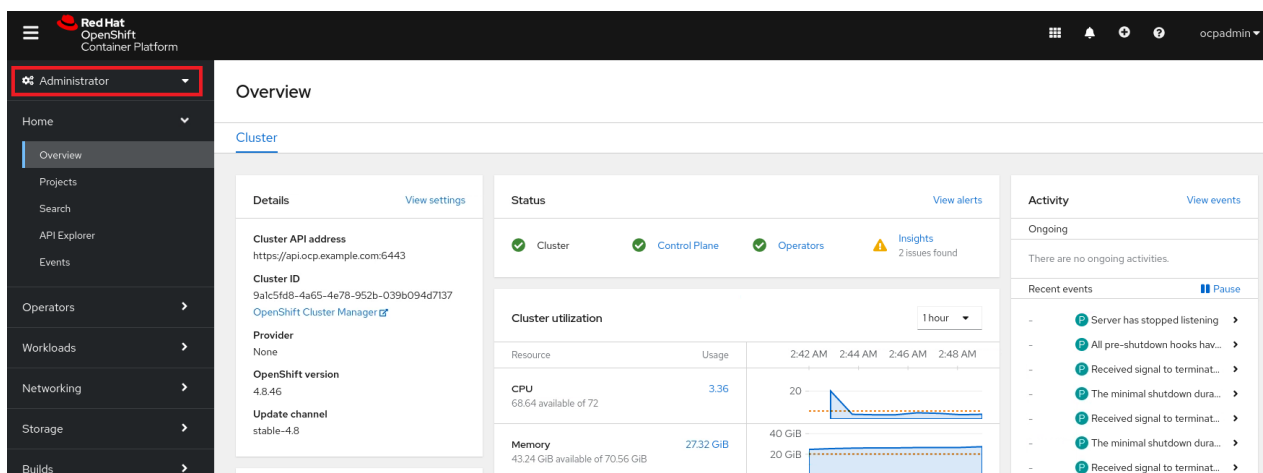 Red Hat
OpenShift
Container Platform
ocpadmin
Administrator
Home
Overview
Projects
Search
API Explorer
Events
Operators
Workloads
Networking
Storage
Builds
Overview
Cluster
Details
View settings
Cluster API address
https://api.ocp.example.com:6443
Cluster ID
9a1c5fd8-4a65-4e78-952b-039b094d7137
OpenShift Cluster Manager
Provider
None
OpenShift version
4.8.46
Update channel
stable-4.8
Status
View alerts
Cluster
Control Plane
Operators
Insights
2 issues found
Cluster utilization
1 hour
Resource
Usage
2:42 AM 2:44 AM 2:46 AM 2:48 AM
CPU
3.36
68.64 available of 72
20
Memory
27.32 GiB
43.24 GiB available of 70.56 GiB
40 GiB
20 GiB
Activity
View events
Ongoing
There are no ongoing activities.
Recent events
Pause
- P Server has stopped listening
- P All pre-shutdown hooks hav...
- P Received signal to terminat...
- P The minimal shutdown dura...
- P Received signal to terminat...
- P The minimal shutdown dura...
- P Received signal to terminat...